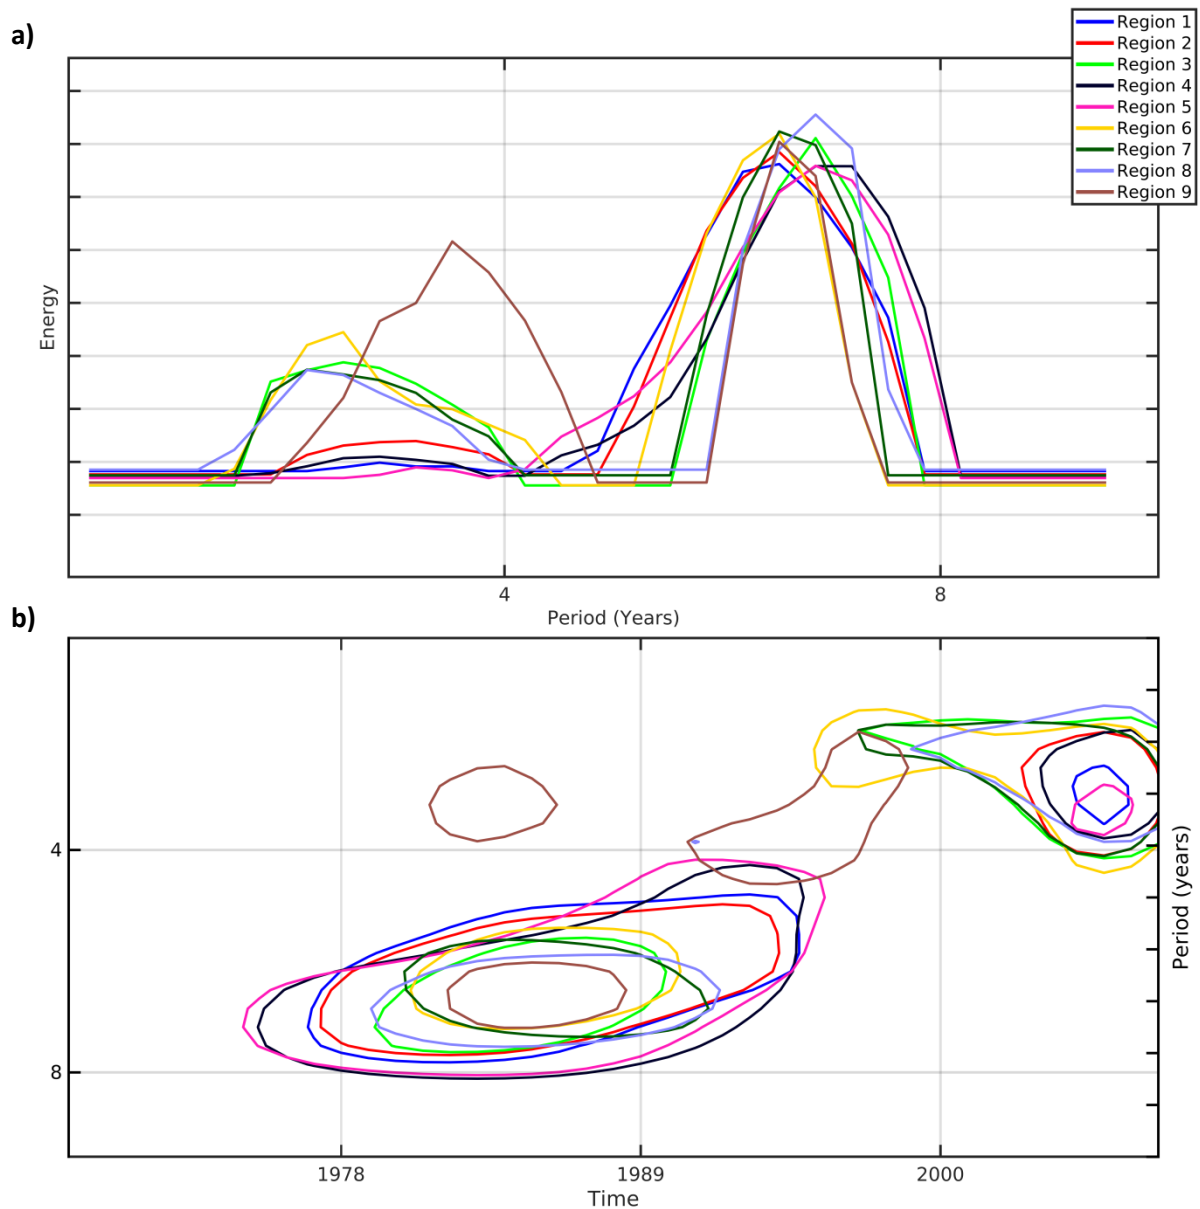 a)
Region 1
Region 2
Region 3
Region 4
Region 5
Region 6
Region 7
Region 8
Region 9
Energy
4
8
Period (Years)
b)
4
8
Period (years)
1978
1989
2000
Time